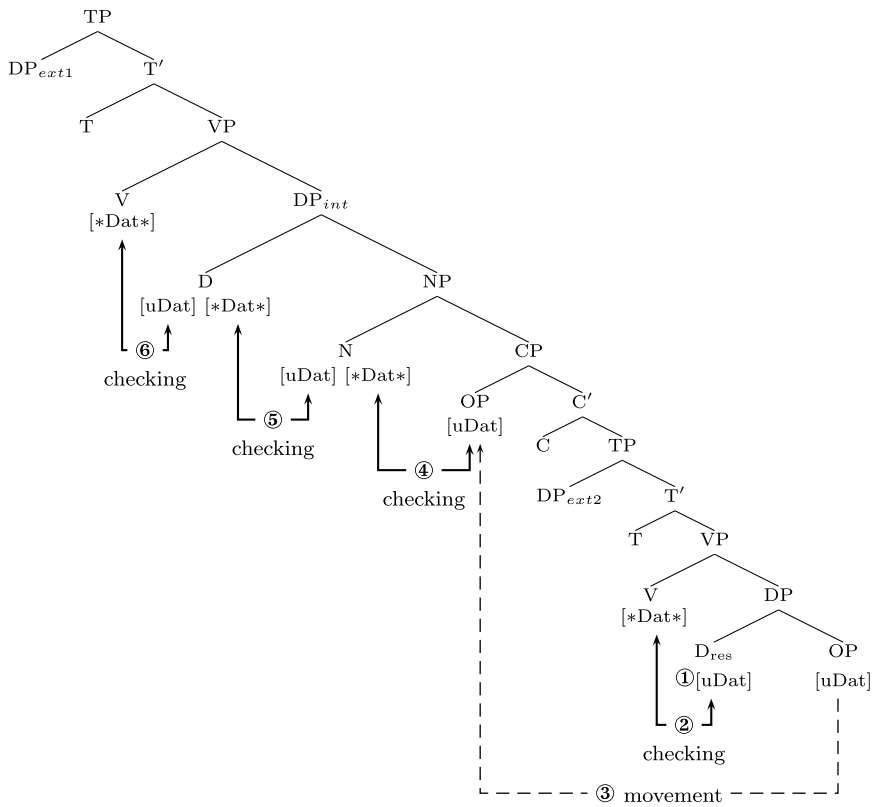 TP
DP_ext1 T′
T VP
V DP_int
[∗Dat∗]
D NP
[uDat] [∗Dat∗]
N CP
⑥
checking
[uDat] [∗Dat∗]
OP C′
[uDat]
⑤
checking
C TP
④
checking
DP_ext2 T′
T VP
V DP
[∗Dat∗]
D_res OP
①[uDat] [uDat]
②
checking
③ movement